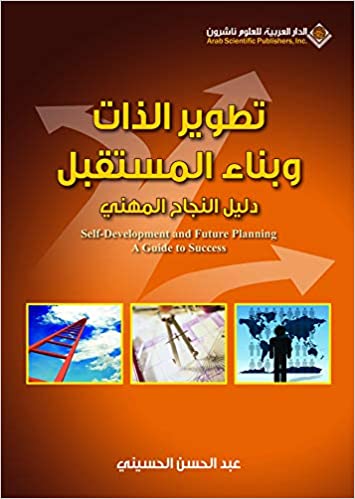 الدار العربية للعلوم ناشرون
Arab Scientific Publishers, Inc.
تطوير الذات
وبناء المستقبل
دليل النجاح المهني
Self-Development and Future Planning
A Guide to Success
عبد الحسن الحسيني